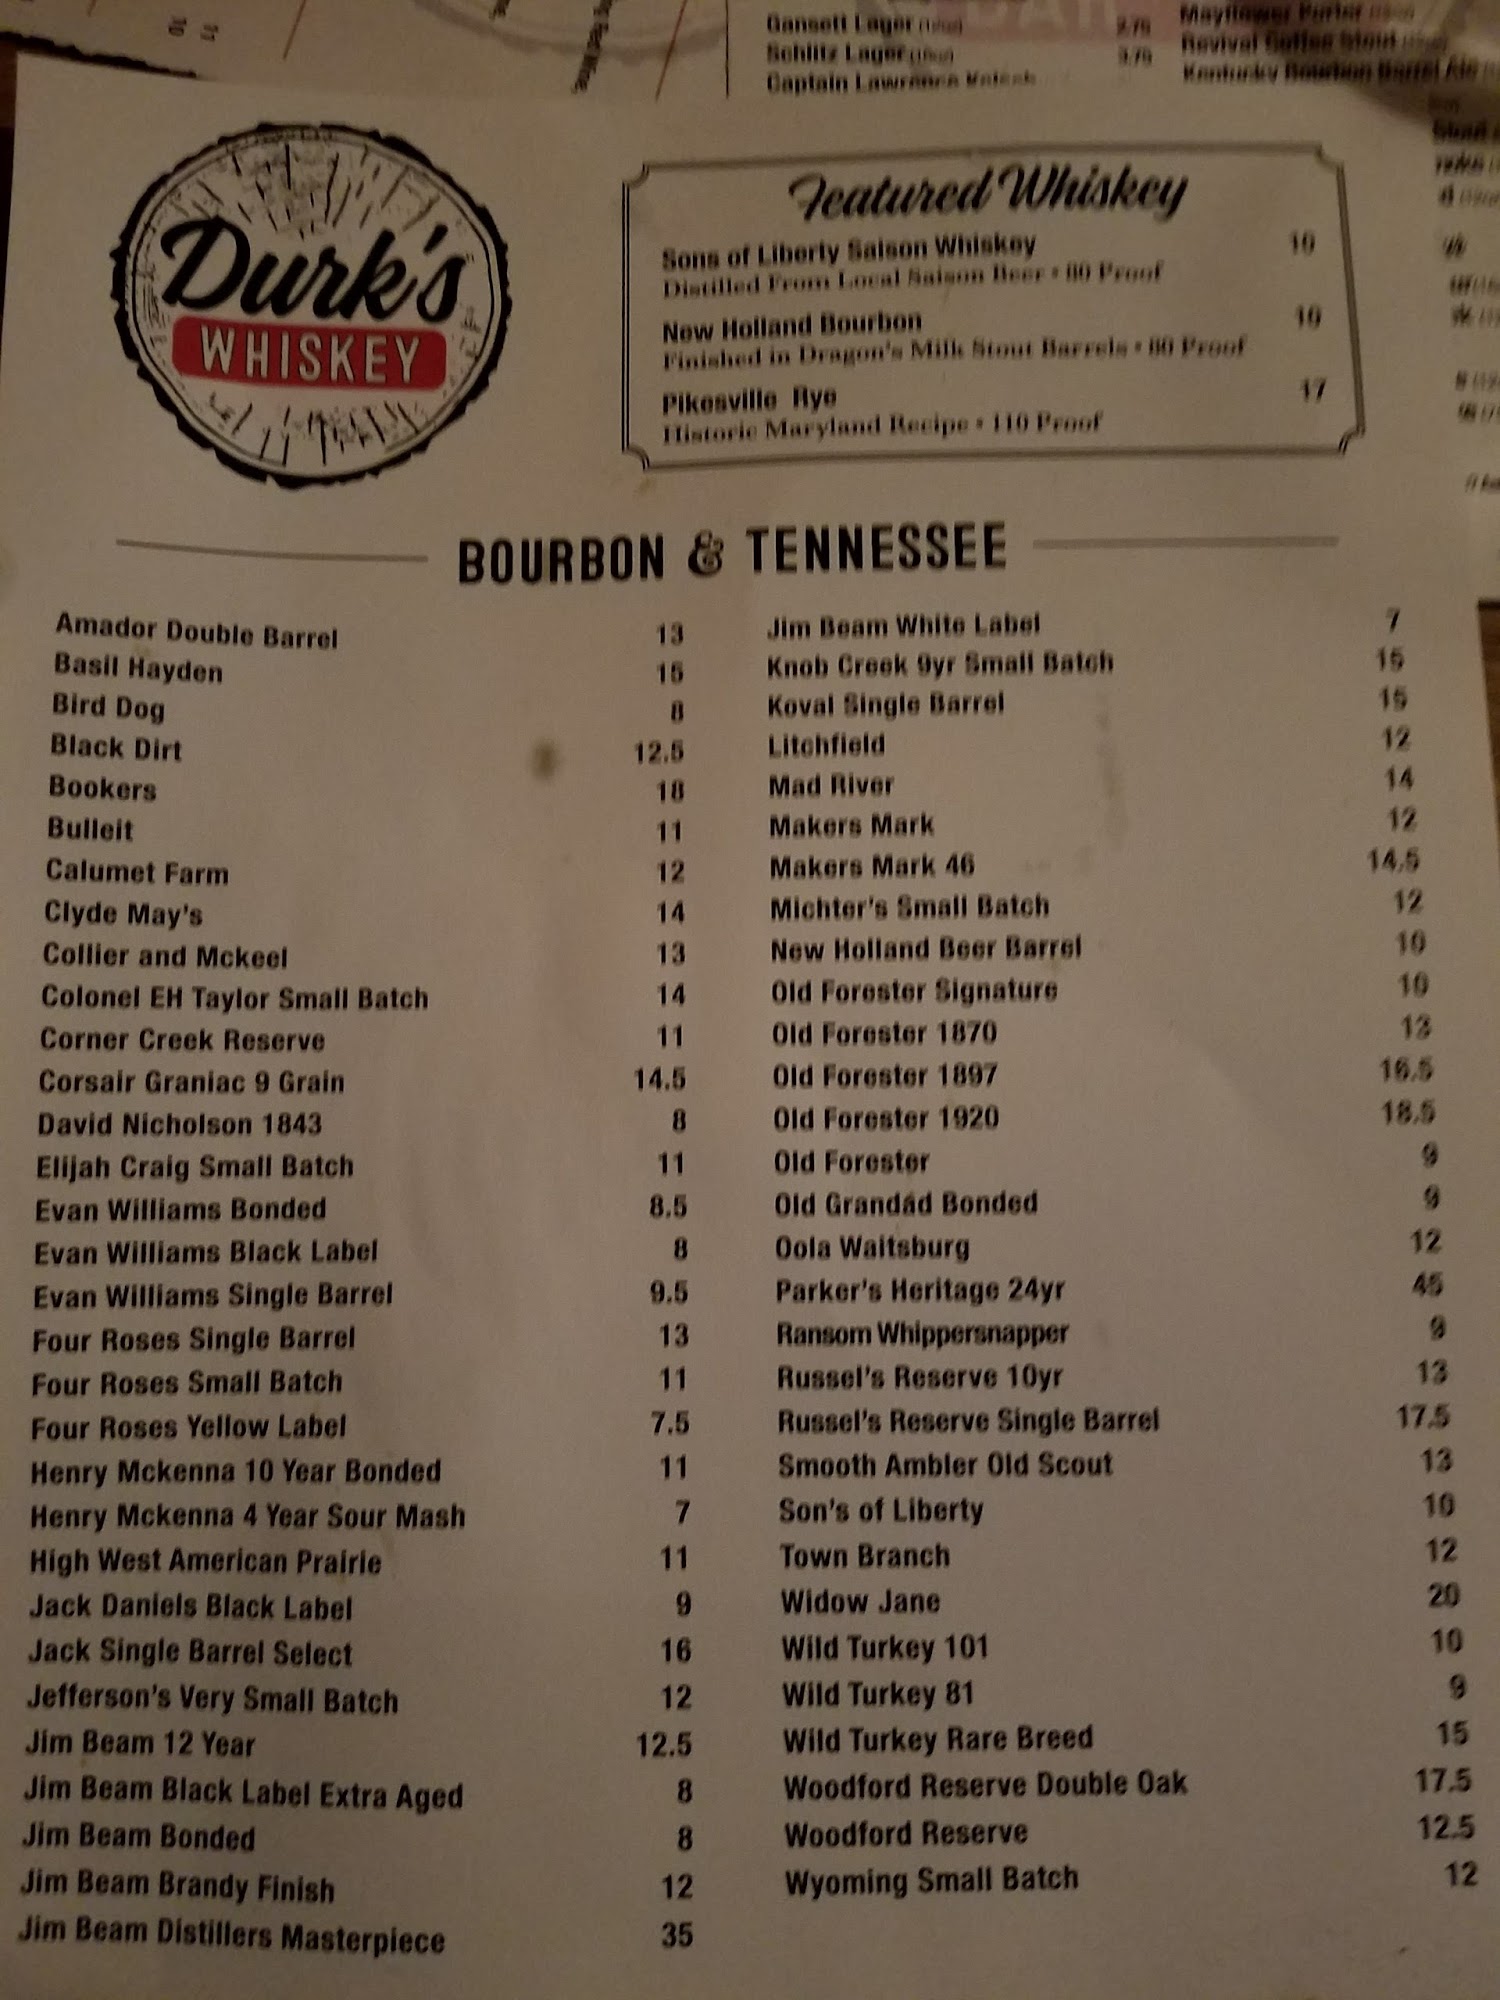 Gansett Lager
Schlitz Lager
3.75
Captain Lawrence Kolsch
Mayflower Porter
Revival Coffee Stout
Kentucky Bourbon Barrel Ale
Durk's
WHISKEY
Featured Whiskey
Sons of Liberty Saison Whiskey 10
Distilled From Local Saison Beer • 80 Proof
New Holland Bourbon 10
Finished in Dragon's Milk Stout Barrels • 80 Proof
Pikesville Rye 17
Historic Maryland Recipe • 110 Proof
BOURBON & TENNESSEE
Amador Double Barrel 13
Basil Hayden 15
Bird Dog 8
Black Dirt 12.5
Bookers 18
Bulleit 11
Calumet Farm 12
Clyde May's 14
Collier and Mckeel 13
Colonel EH Taylor Small Batch 14
Corner Creek Reserve 11
Corsair Graniac 9 Grain 14.5
David Nicholson 1843 8
Elijah Craig Small Batch 11
Evan Williams Bonded 8.5
Evan Williams Black Label 8
Evan Williams Single Barrel 9.5
Four Roses Single Barrel 13
Four Roses Small Batch 11
Four Roses Yellow Label 7.5
Henry Mckenna 10 Year Bonded 11
Henry Mckenna 4 Year Sour Mash 7
High West American Prairie 11
Jack Daniels Black Label 9
Jack Single Barrel Select 16
Jefferson's Very Small Batch 12
Jim Beam 12 Year 12.5
Jim Beam Black Label Extra Aged 8
Jim Beam Bonded 8
Jim Beam Brandy Finish 12
Jim Beam Distillers Masterpiece 35
Jim Beam White Label 7
Knob Creek 9yr Small Batch 15
Koval Single Barrel 15
Litchfield 12
Mad River 14
Makers Mark 12
Makers Mark 46 14.5
Michter's Small Batch 12
New Holland Beer Barrel 10
Old Forester Signature 10
Old Forester 1870 13
Old Forester 1897 16.5
Old Forester 1920 18.5
Old Forester 9
Old Grandad Bonded 9
Oola Waitsburg 12
Parker's Heritage 24yr 45
Ransom Whippersnapper 9
Russel's Reserve 10yr 13
Russel's Reserve Single Barrel 17.5
Smooth Ambler Old Scout 13
Son's of Liberty 10
Town Branch 12
Widow Jane 20
Wild Turkey 101 10
Wild Turkey 81 9
Wild Turkey Rare Breed 15
Woodford Reserve Double Oak 17.5
Woodford Reserve 12.5
Wyoming Small Batch 12